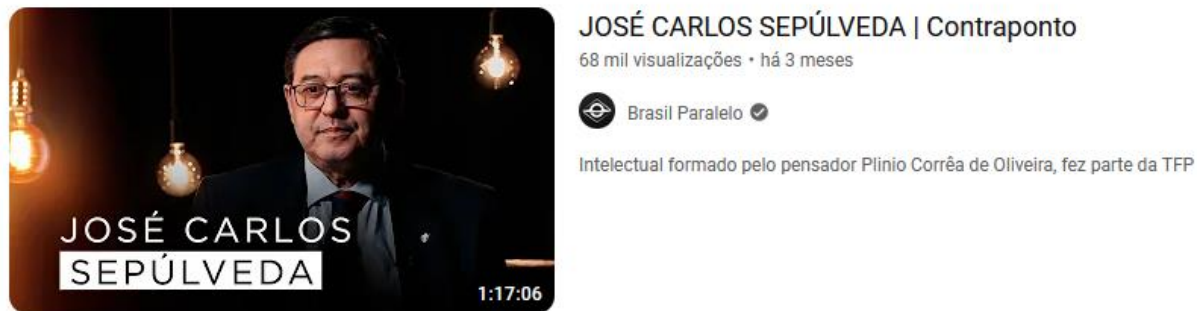 JOSÉ CARLOS
SEPÚLVEDA
1:17:06
JOSÉ CARLOS SEPÚLVEDA | Contraponto
68 mil visualizações • há 3 meses
Brasil Paralelo
Intelectual formado pelo pensador Plinio Corrêa de Oliveira, fez parte da TFP